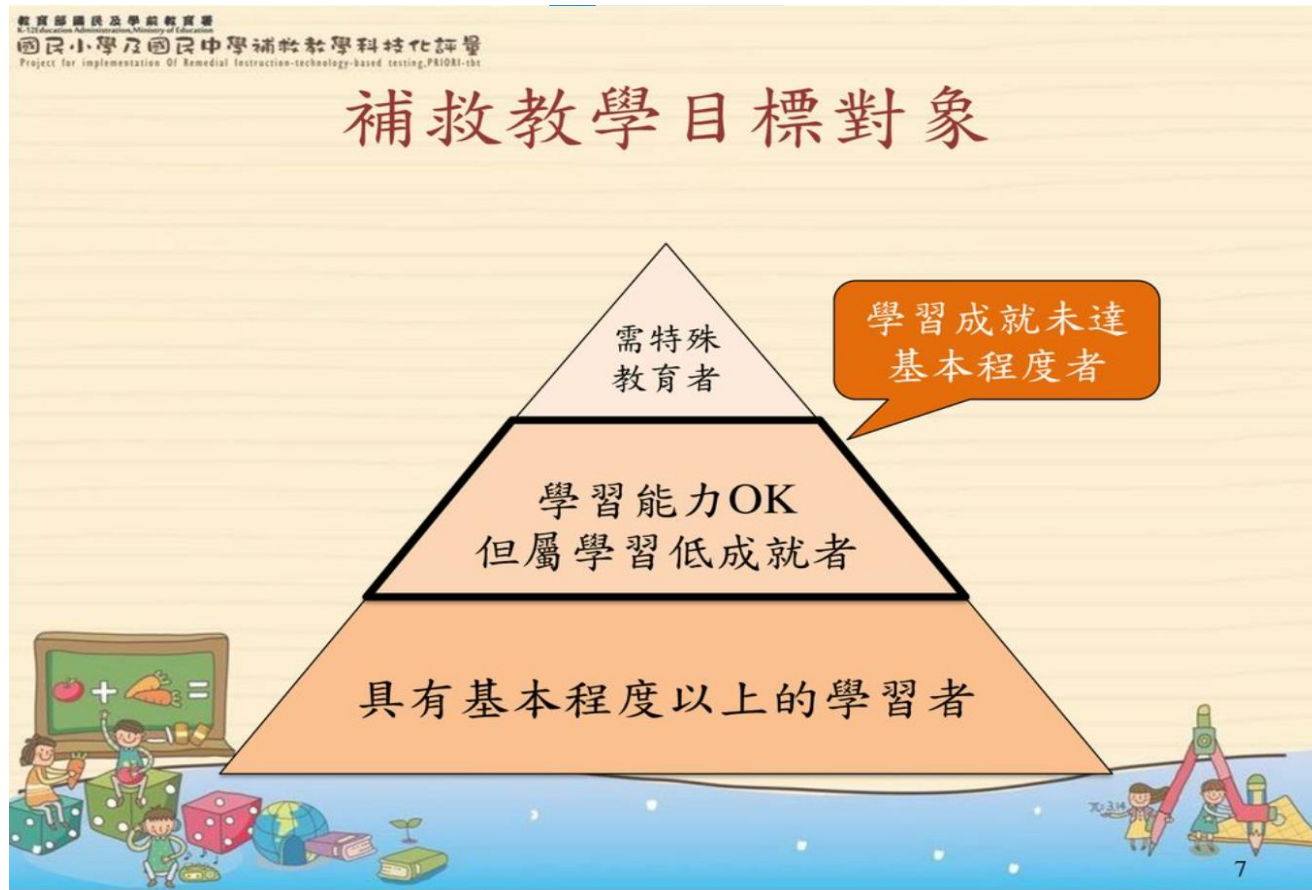 教育部國民及學前教育署
K-12Education Administration,Ministry of Education
國民小學及國民中學補救教學科技化評量
Project for implementation Of Remedial Instruction-technology-based testing,PRIORI-tbt
補救教學目標對象
需特殊
教育者
學習成就未達
基本程度者
學習能力OK
但屬學習低成就者
具有基本程度以上的學習者
π=3.14
7